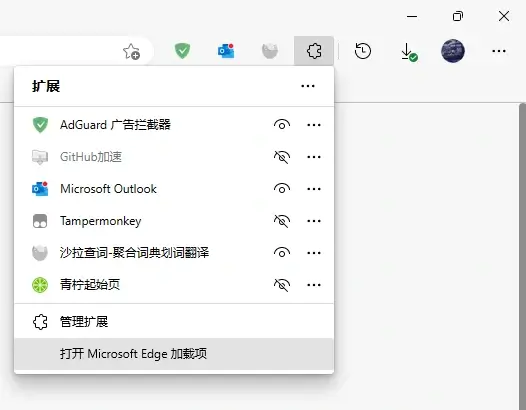 扩展
AdGuard 广告拦截器
GitHub加速
Microsoft Outlook
Tampermonkey
沙拉查词-聚合词典划词翻译
青柠起始页
管理扩展
打开 Microsoft Edge 加载项